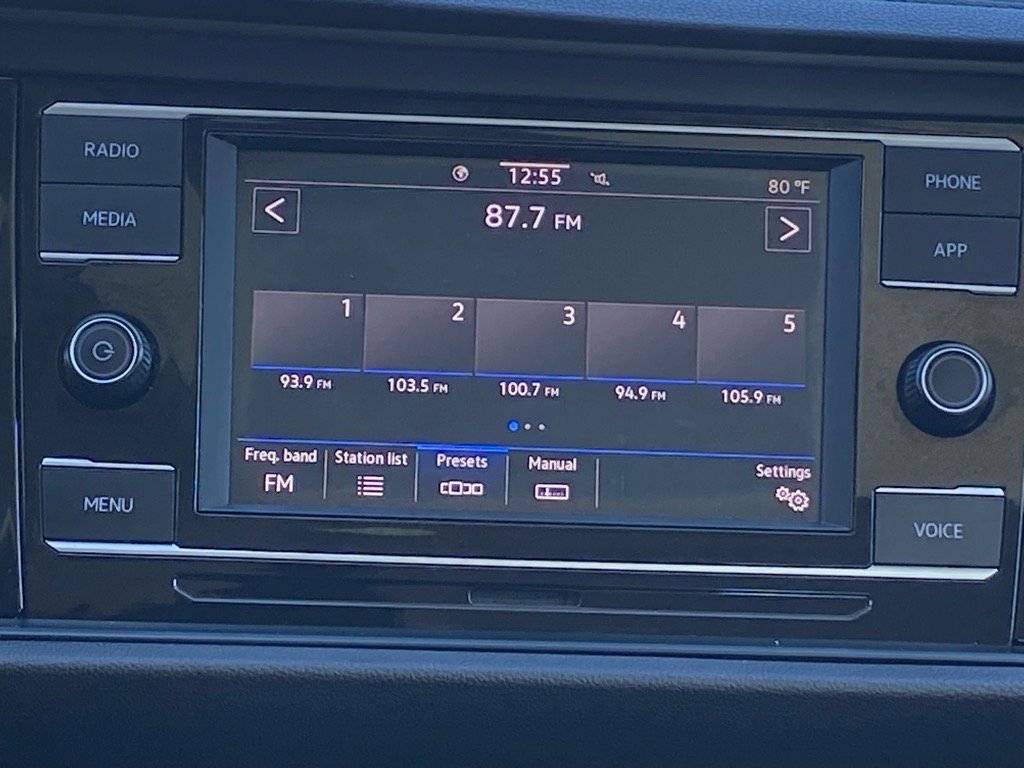 RADIO
MEDIA
MENU
12:55
80 °F
<
87.7 FM
>
1 2 3 4 5
93.9 FM 103.5 FM 100.7 FM 94.9 FM 105.9 FM
Freq. band Station list Presets Manual Settings
FM
PHONE
APP
VOICE